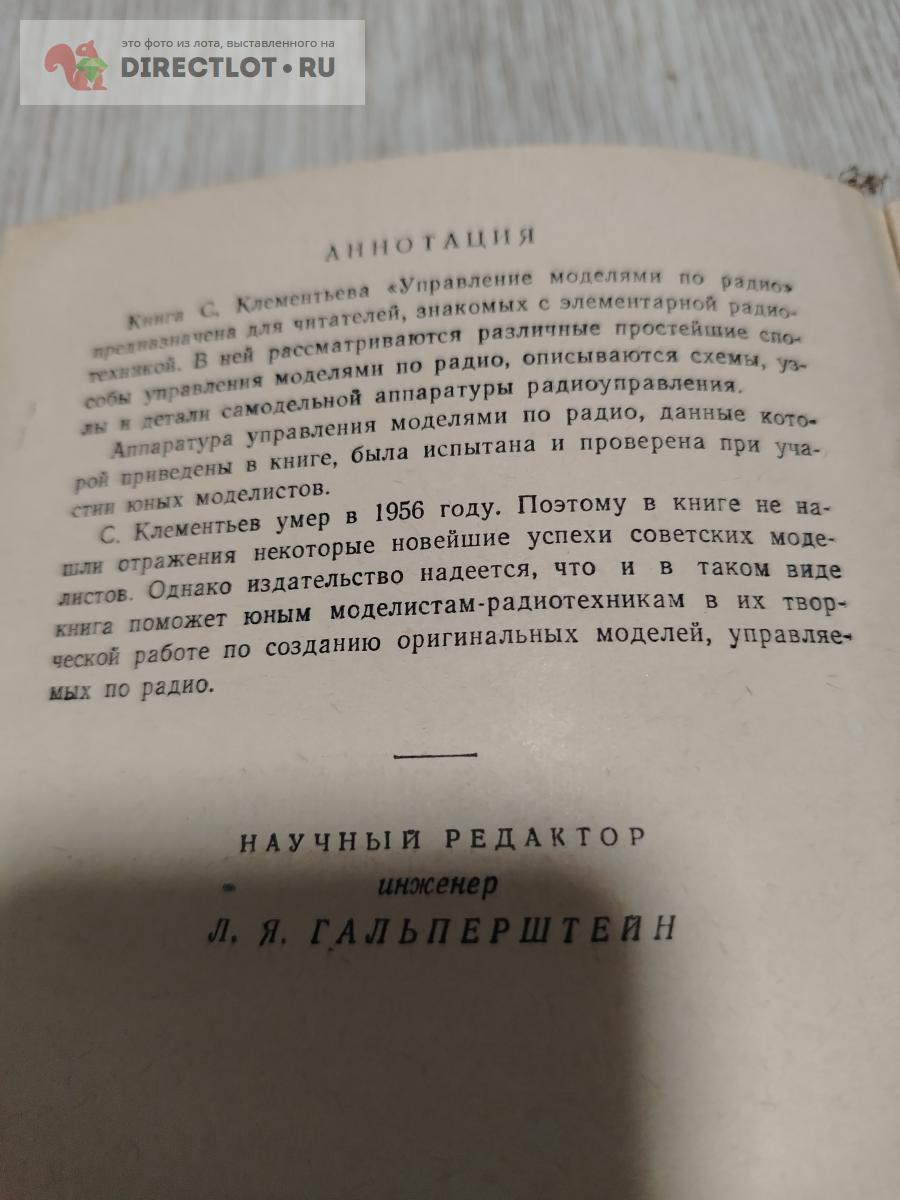 это фото из лота, выставленного на
DIRECTLOT•RU
АННОТАЦИЯ
Книга С. Клементьева «Управление моделями по радио»
предназначена для читателей, знакомых с элементарной радио-
техникой. В ней рассматриваются различные простейшие спо-
собы управления моделями по радио, описываются схемы, уз-
лы и детали самодельной аппаратуры радиоуправления.
Аппаратура управления моделями по радио, данные кото-
рой приведены в книге, была испытана и проверена при уча-
стии юных моделистов.
С. Клементьев умер в 1956 году. Поэтому в книге не на-
шли отражения некоторые новейшие успехи советских моде-
листов. Однако издательство надеется, что и в таком виде
книга поможет юным моделистам-радиотехникам в их твор-
ческой работе по созданию оригинальных моделей, управляе-
мых по радио.
НАУЧНЫЙ РЕДАКТОР
инженер
Л. Я. ГАЛЬПЕРШТЕЙН